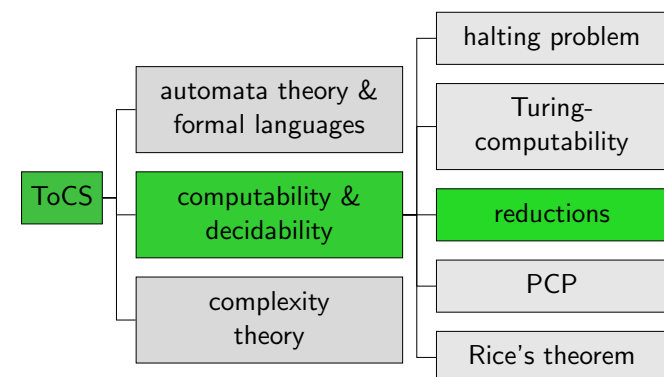 ToCS
automata theory &
formal languages
computability &
decidability
complexity
theory
halting problem
Turing-
computability
reductions
PCP
Rice's theorem